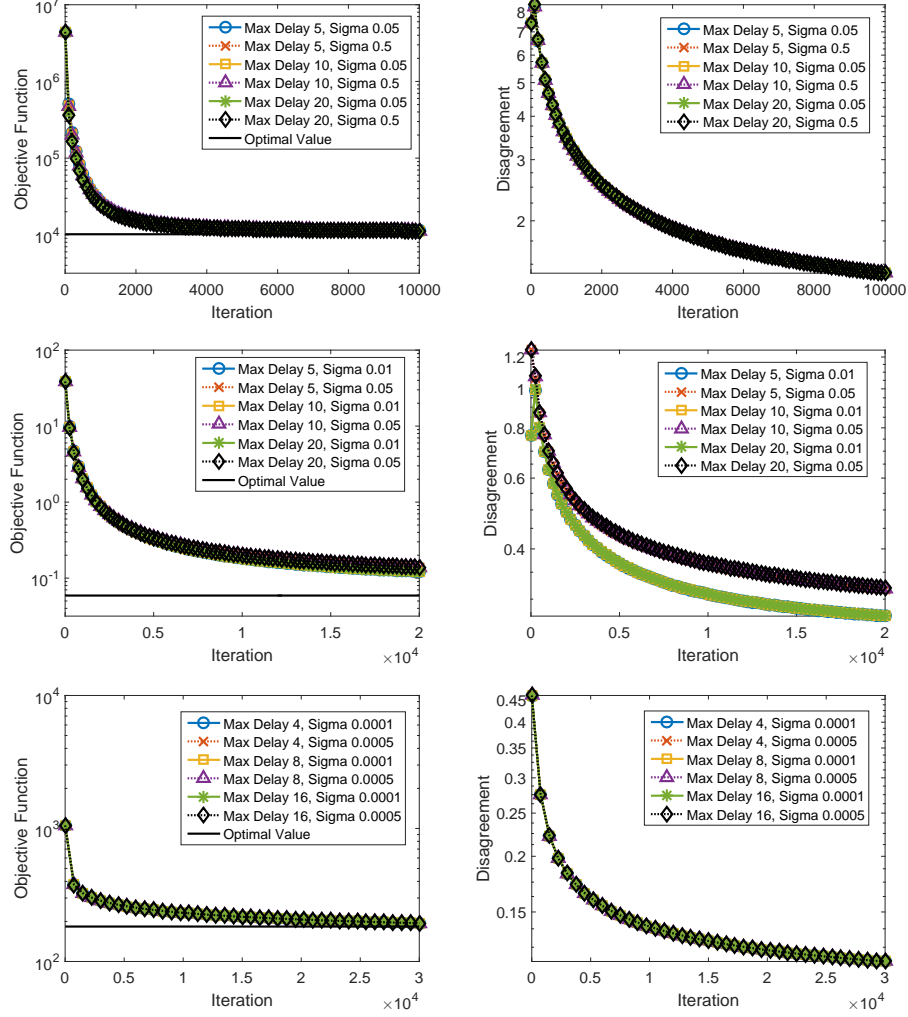 10^7
10^6
10^5
10^4
Objective Function
Max Delay 5, Sigma 0.05
Max Delay 5, Sigma 0.5
Max Delay 10, Sigma 0.05
Max Delay 10, Sigma 0.5
Max Delay 20, Sigma 0.05
Max Delay 20, Sigma 0.5
Optimal Value
0 2000 4000 6000 8000 10000
Iteration
8
7
6
5
4
3
2
Disagreement
Max Delay 5, Sigma 0.05
Max Delay 5, Sigma 0.5
Max Delay 10, Sigma 0.05
Max Delay 10, Sigma 0.5
Max Delay 20, Sigma 0.05
Max Delay 20, Sigma 0.5
0 2000 4000 6000 8000 10000
Iteration
10^2
10^1
10^0
10^-1
Objective Function
Max Delay 5, Sigma 0.01
Max Delay 5, Sigma 0.05
Max Delay 10, Sigma 0.01
Max Delay 10, Sigma 0.05
Max Delay 20, Sigma 0.01
Max Delay 20, Sigma 0.05
Optimal Value
0 0.5 1 1.5 2
Iteration
×10^4
1.2
1
0.8
0.6
0.4
Disagreement
Max Delay 5, Sigma 0.01
Max Delay 5, Sigma 0.05
Max Delay 10, Sigma 0.01
Max Delay 10, Sigma 0.05
Max Delay 20, Sigma 0.01
Max Delay 20, Sigma 0.05
0 0.5 1 1.5 2
Iteration
×10^4
10^4
10^3
10^2
Objective Function
Max Delay 4, Sigma 0.0001
Max Delay 4, Sigma 0.0005
Max Delay 8, Sigma 0.0001
Max Delay 8, Sigma 0.0005
Max Delay 16, Sigma 0.0001
Max Delay 16, Sigma 0.0005
Optimal Value
0 0.5 1 1.5 2 2.5 3
Iteration
×10^4
0.45
0.4
0.35
0.3
0.25
0.2
0.15
Disagreement
Max Delay 4, Sigma 0.0001
Max Delay 4, Sigma 0.0005
Max Delay 8, Sigma 0.0001
Max Delay 8, Sigma 0.0005
Max Delay 16, Sigma 0.0001
Max Delay 16, Sigma 0.0005
0 0.5 1 1.5 2 2.5 3
Iteration
×10^4